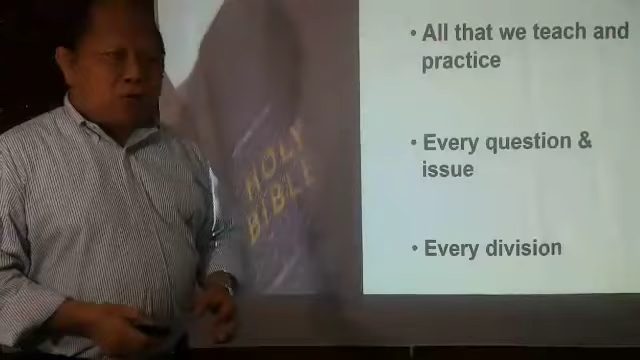 HOLY
BIBLE
• All that we teach and
practice
• Every question &
issue
• Every division